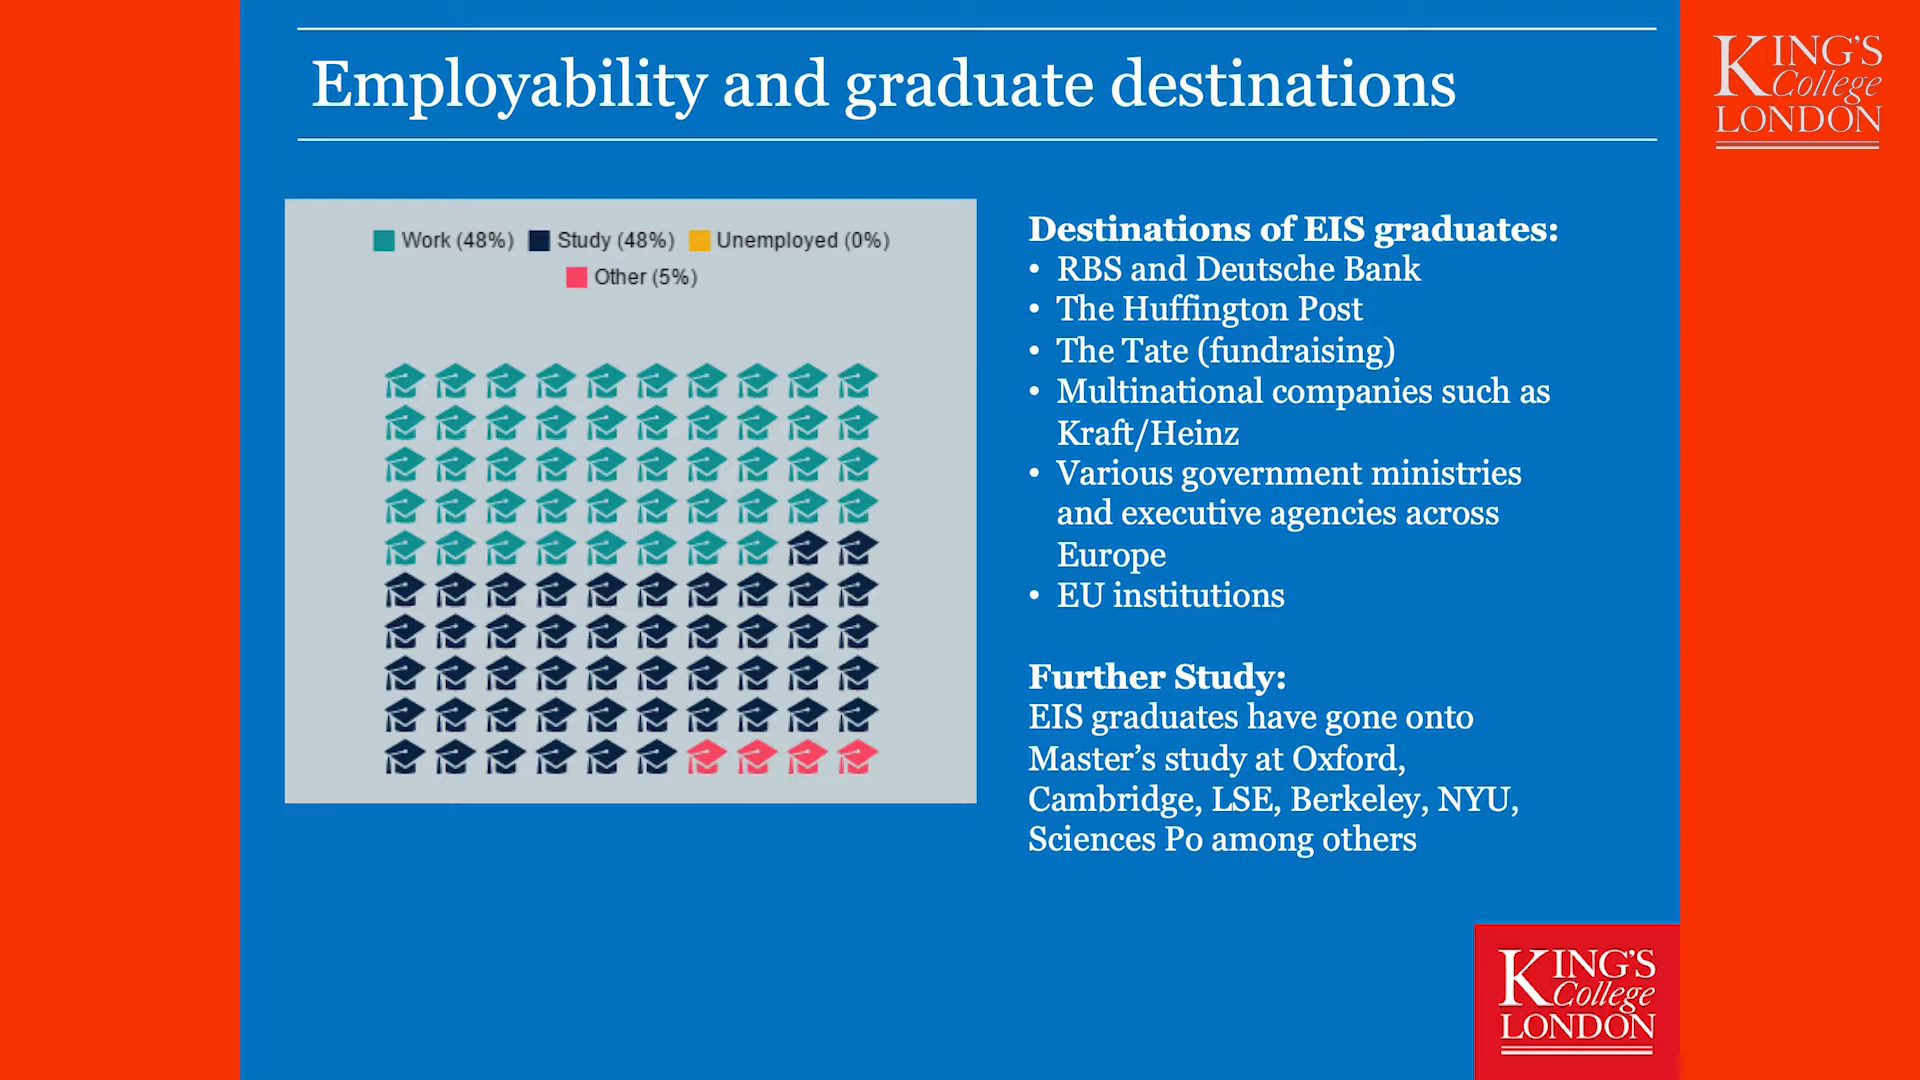 Employability and graduate destinations
KING'S
College
LONDON
Work (48%) Study (48%) Unemployed (0%)
Other (5%)
Destinations of EIS graduates:
• RBS and Deutsche Bank
• The Huffington Post
• The Tate (fundraising)
• Multinational companies such as
Kraft/Heinz
• Various government ministries
and executive agencies across
Europe
• EU institutions
Further Study:
EIS graduates have gone onto
Master’s study at Oxford,
Cambridge, LSE, Berkeley, NYU,
Sciences Po among others
KING'S
College
LONDON